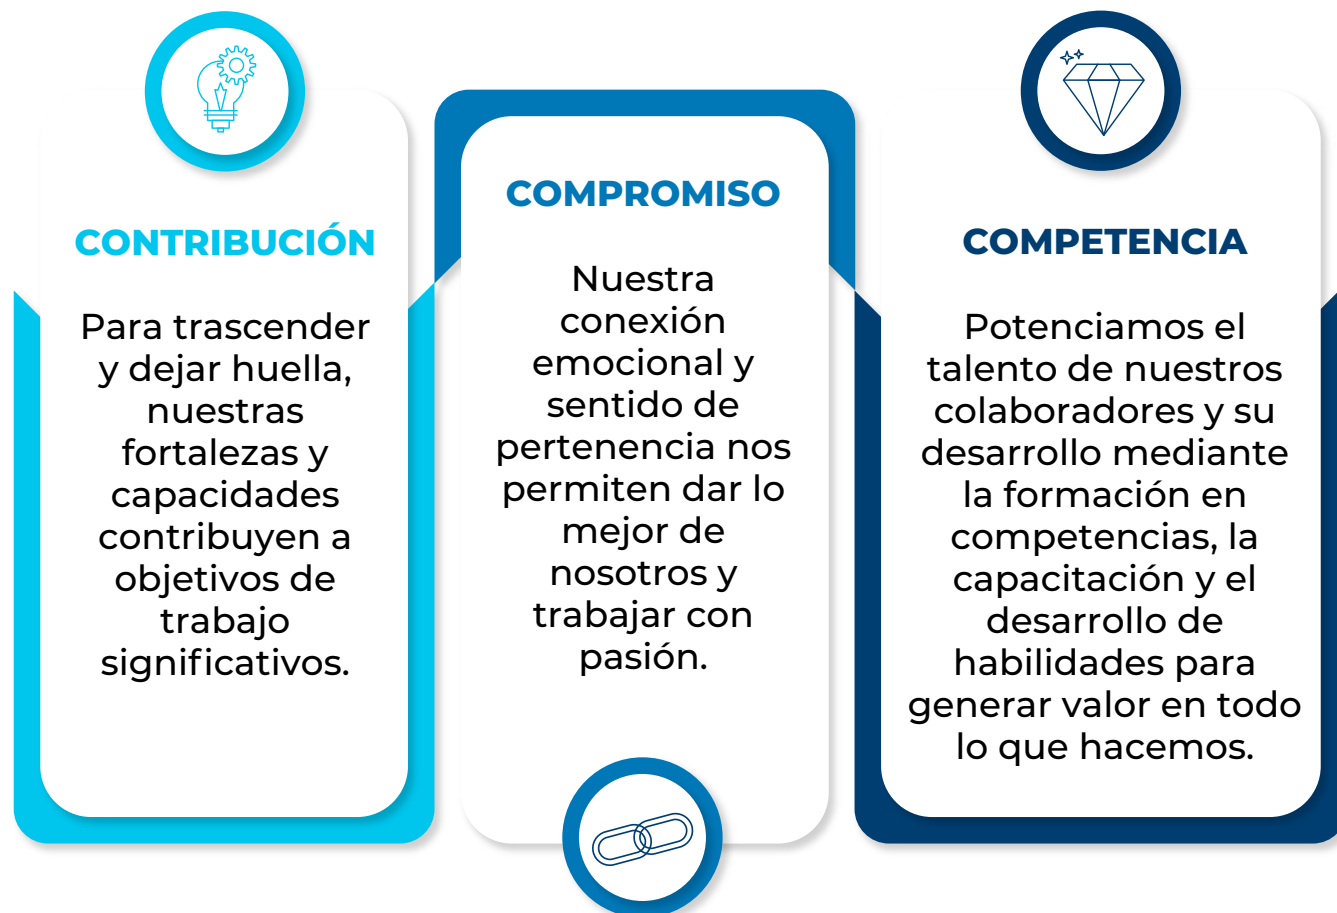 CONTRIBUCIÓN
Para trascender
y dejar huella,
nuestras
fortalezas y
capacidades
contribuyen a
objetivos de
trabajo
significativos.
COMPROMISO
Nuestra
conexión
emocional y
sentido de
pertenencia nos
permiten dar lo
mejor de
nosotros y
trabajar con
pasión.
COMPETENCIA
Potenciamos el
talento de nuestros
colaboradores y su
desarrollo mediante
la formación en
competencias, la
capacitación y el
desarrollo de
habilidades para
generar valor en todo
lo que hacemos.